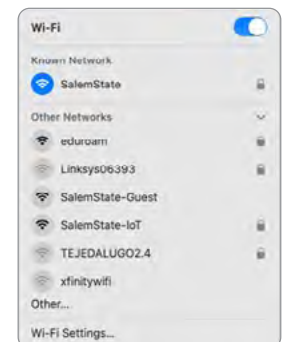 Wi-Fi
Known Network
SalemState
Other Networks
eduroam
Linksys06393
SalemState-Guest
SalemState-IoT
TEJEDALUGO2.4
xfinitywifi
Other...
Wi-Fi Settings...